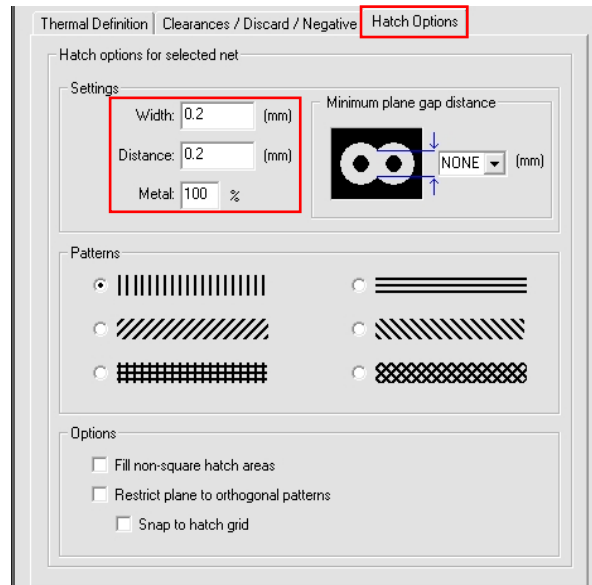 Thermal Definition Clearances / Discard / Negative Hatch Options
Hatch options for selected net
Settings
Width: 0.2 (mm)
Distance: 0.2 (mm)
Metal: 100 %
Minimum plane gap distance
NONE (mm)
Patterns
Options
Fill non-square hatch areas
Restrict plane to orthogonal patterns
Snap to hatch grid